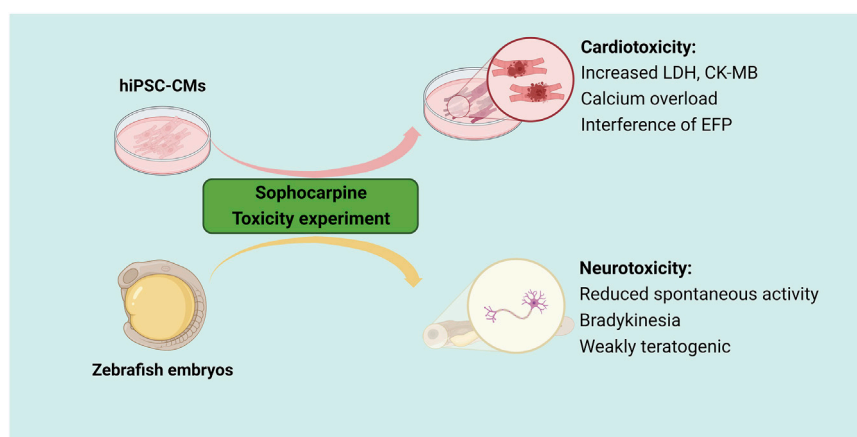 hiPSC-CMs
Cardiotoxicity:
Increased LDH, CK-MB
Calcium overload
Interference of EFP
Sophocarpine
Toxicity experiment
Zebrafish embryos
Neurotoxicity:
Reduced spontaneous activity
Bradykinesia
Weakly teratogenic